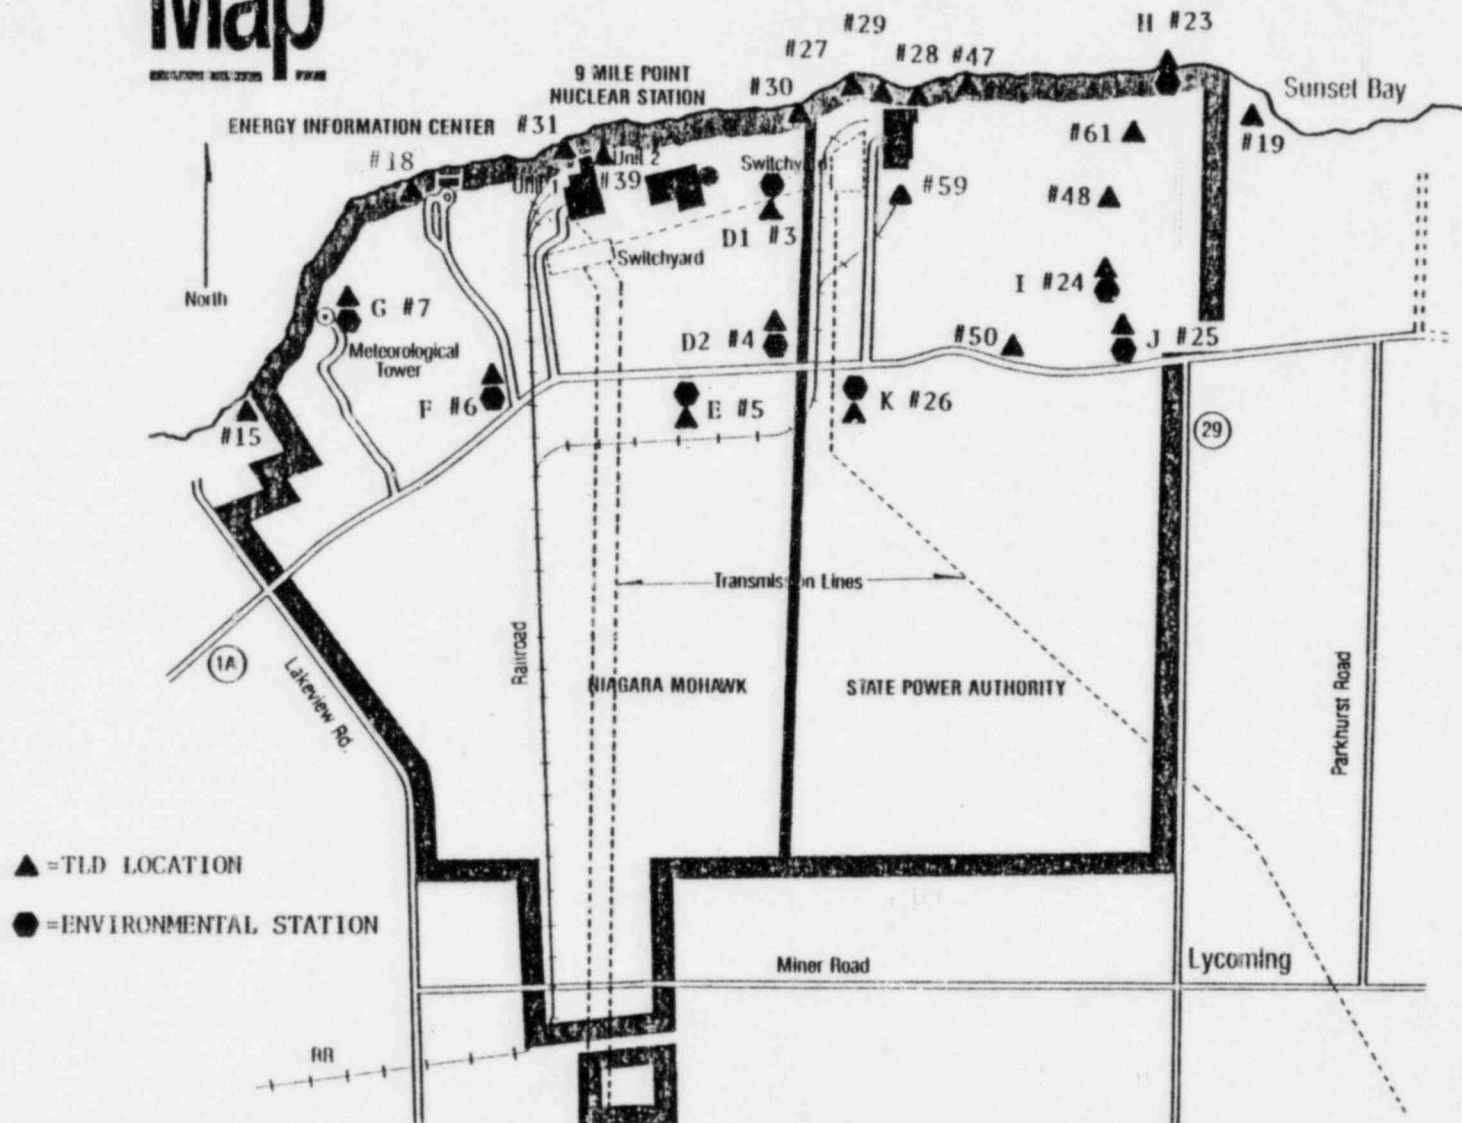 Map
H #23
#29
#27
#28 #47
9 MILE POINT
NUCLEAR STATION
#30
Sunset Bay
ENERGY INFORMATION CENTER
#31
#61
#19
#18
Unit 2
Switchyard
Unit 1
#39
#59
#48
D1 #3
Switchyard
I #24
North
G #7
D2 #4
#50
J #25
Meteorological
Tower
F #6
E #5
K #26
#15
29
Transmission Lines
1A
Lakeview Rd.
Railroad
NIAGARA MOHAWK
STATE POWER AUTHORITY
Parkhurst Road
=TLD LOCATION
=ENVIRONMENTAL STATION
Miner Road
Lycoming
RR